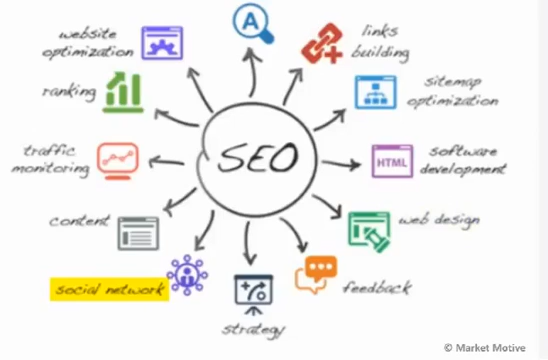 A
website
optimization
links
building
ranking
sitemap
optimization
SEO
traffic
monitoring
HTML
software
development
content
web design
social network
feedback
strategy
© Market Motive